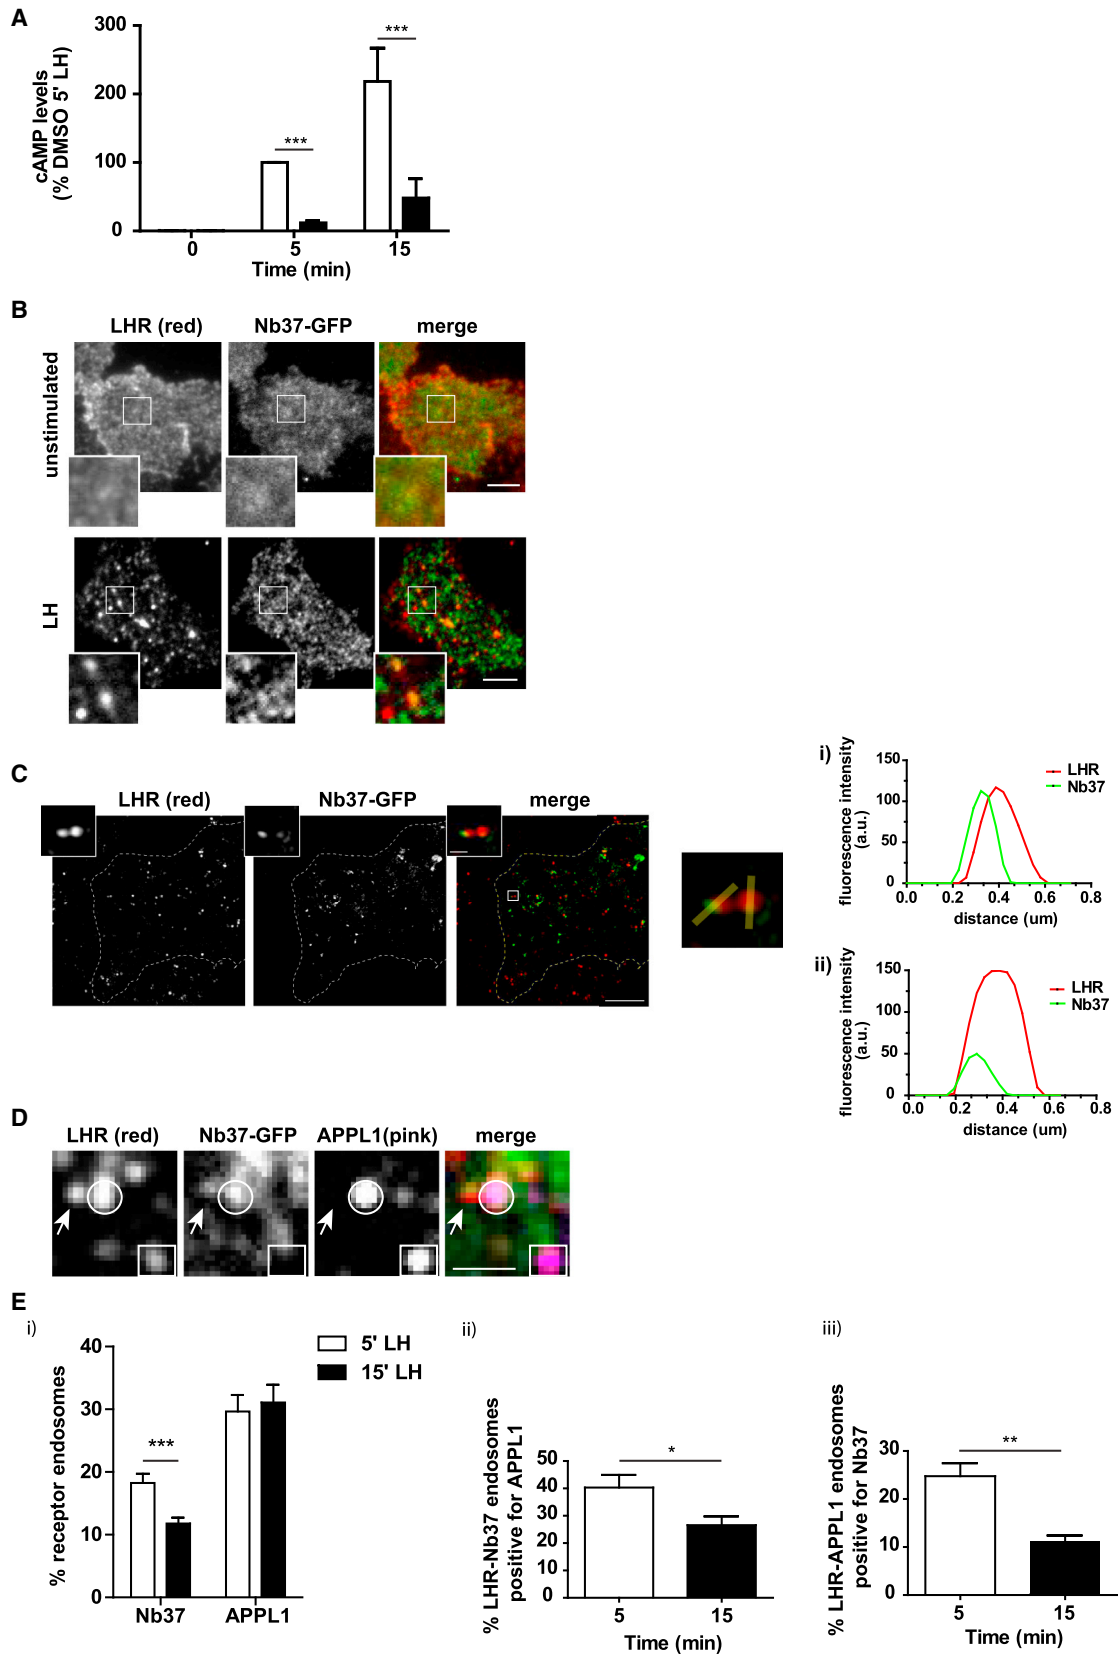 A
cAMP levels
(% DMSO 5' LH)
300
200
100
0
***
***
0 5 15
Time (min)
B
LHR (red) Nb37-GFP merge
unstimulated
LH
C
LHR (red) Nb37-GFP merge
i)
fluorescence intensity
(a.u.)
150
100
50
0
LHR
Nb37
0.0 0.2 0.4 0.6 0.8
distance (um)
ii)
fluorescence intensity
(a.u.)
150
100
50
0
LHR
Nb37
0.0 0.2 0.4 0.6 0.8
distance (um)
D
LHR (red) Nb37-GFP APPL1(pink) merge
E
i)
% receptor endosomes
40
30
20
10
0
***
Nb37 APPL1
5' LH
15' LH
ii)
% LHR-Nb37 endosomes
positive for APPL1
50
40
30
20
10
0
*
5 15
Time (min)
iii)
% LHR-APPL1 endosomes
positive for Nb37
30
20
10
0
**
5 15
Time (min)